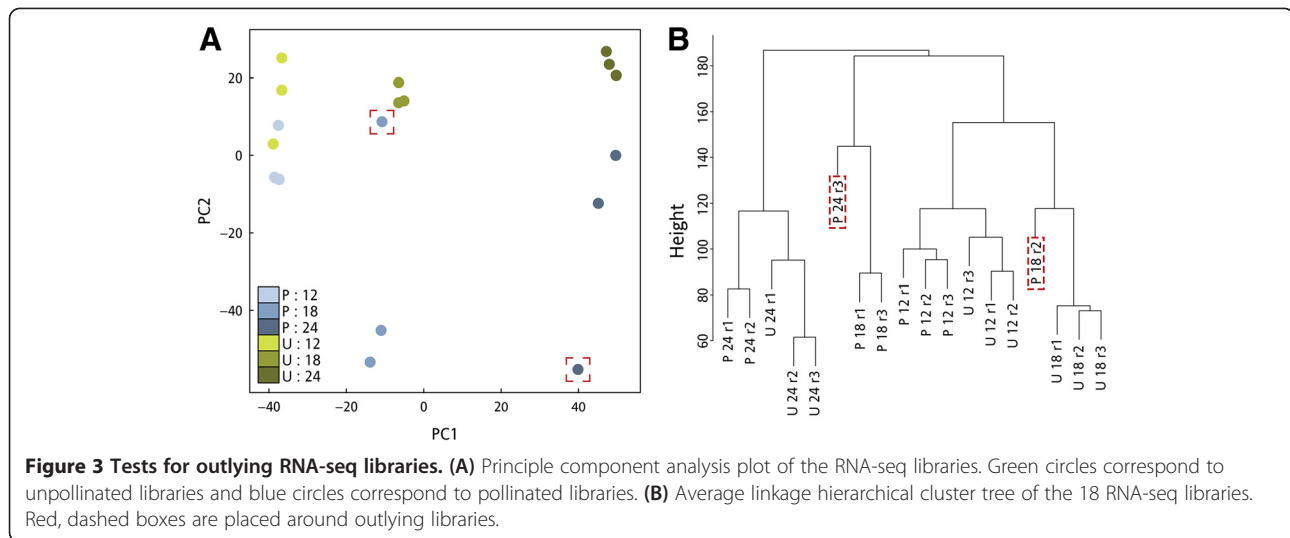 A
20
0
−20
−40
PC2
P : 12
P : 18
P : 24
U : 12
U : 18
U : 24
−40 −20 0 20 40
PC1
B
180
160
140
120
100
80
60
Height
P 24 r1
P 24 r2
U 24 r1
U 24 r2
U 24 r3
P 24 r3
P 18 r1
P 18 r3
P 12 r1
P 12 r2
P 12 r3
U 12 r3
U 12 r1
U 12 r2
P 18 r2
U 18 r1
U 18 r2
U 18 r3
Figure 3 Tests for outlying RNA-seq libraries. (A) Principle component analysis plot of the RNA-seq libraries. Green circles correspond to
unpollinated libraries and blue circles correspond to pollinated libraries. (B) Average linkage hierarchical cluster tree of the 18 RNA-seq libraries.
Red, dashed boxes are placed around outlying libraries.